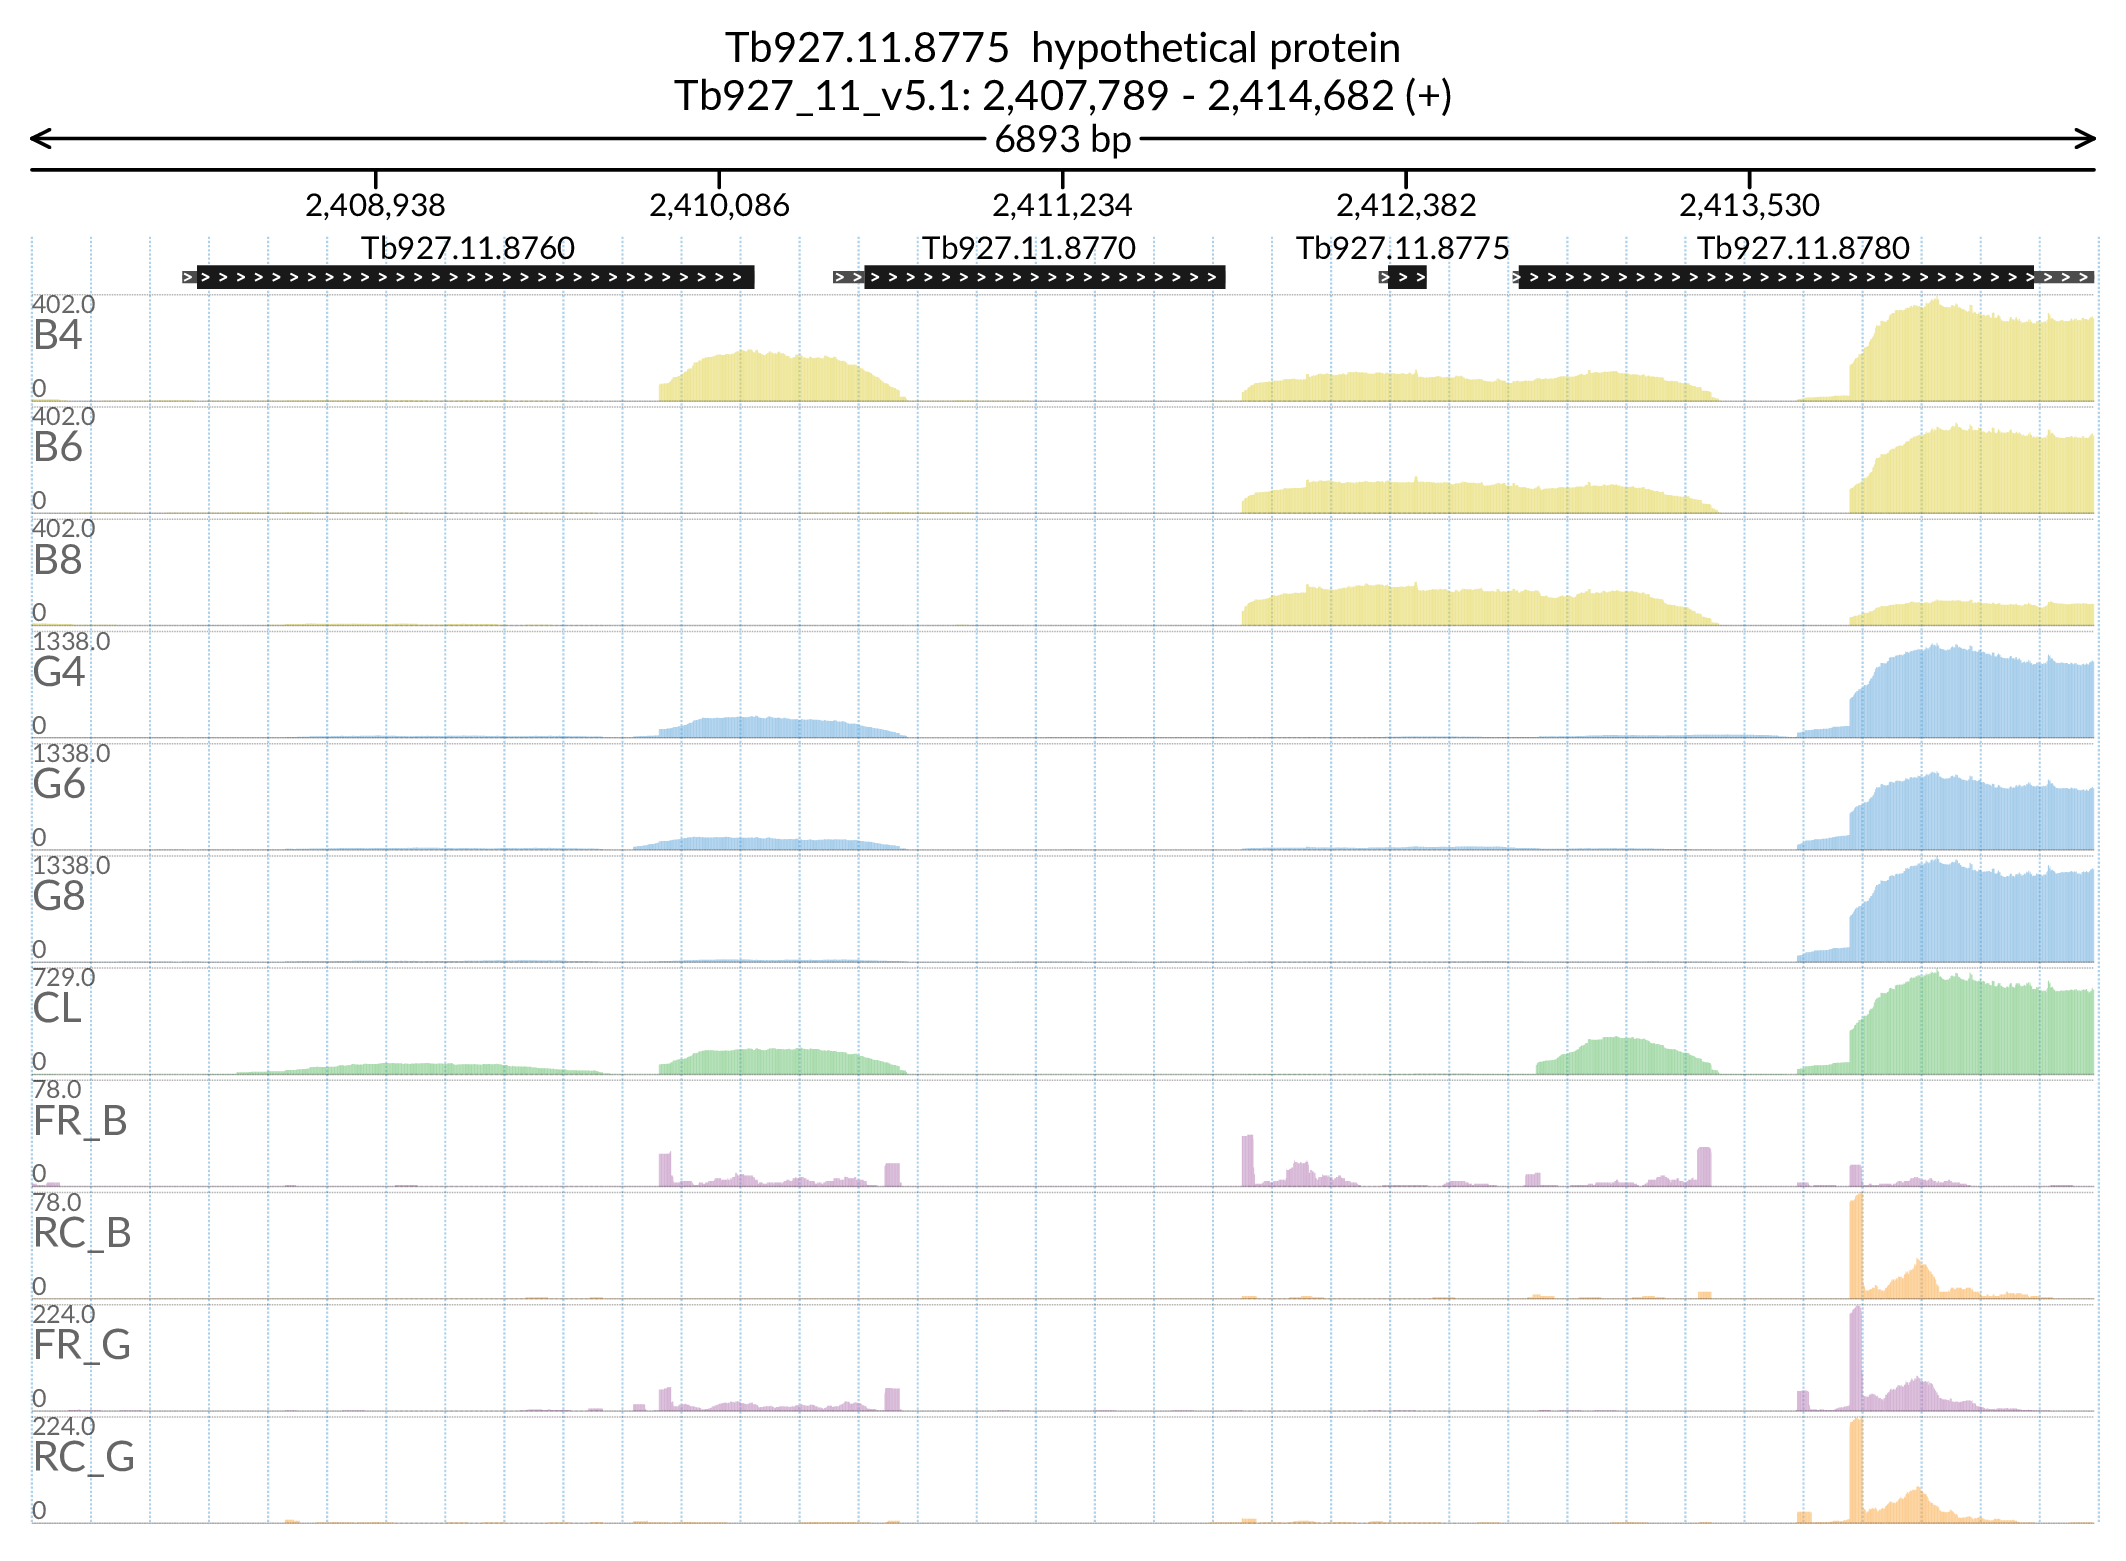 Tb927.11.8775 hypothetical protein
Tb927_11_v5.1: 2,407,789 - 2,414,682 (+)
6893 bp
2,408,938 2,410,086 2,411,234 2,412,382 2,413,530
Tb927.11.8760 Tb927.11.8770 Tb927.11.8775 Tb927.11.8780
402.0
B4
0
402.0
B6
0
402.0
B8
0
1338.0
G4
0
1338.0
G6
0
1338.0
G8
0
729.0
CL
0
78.0
FR_B
0
78.0
RC_B
0
224.0
FR_G
0
224.0
RC_G
0